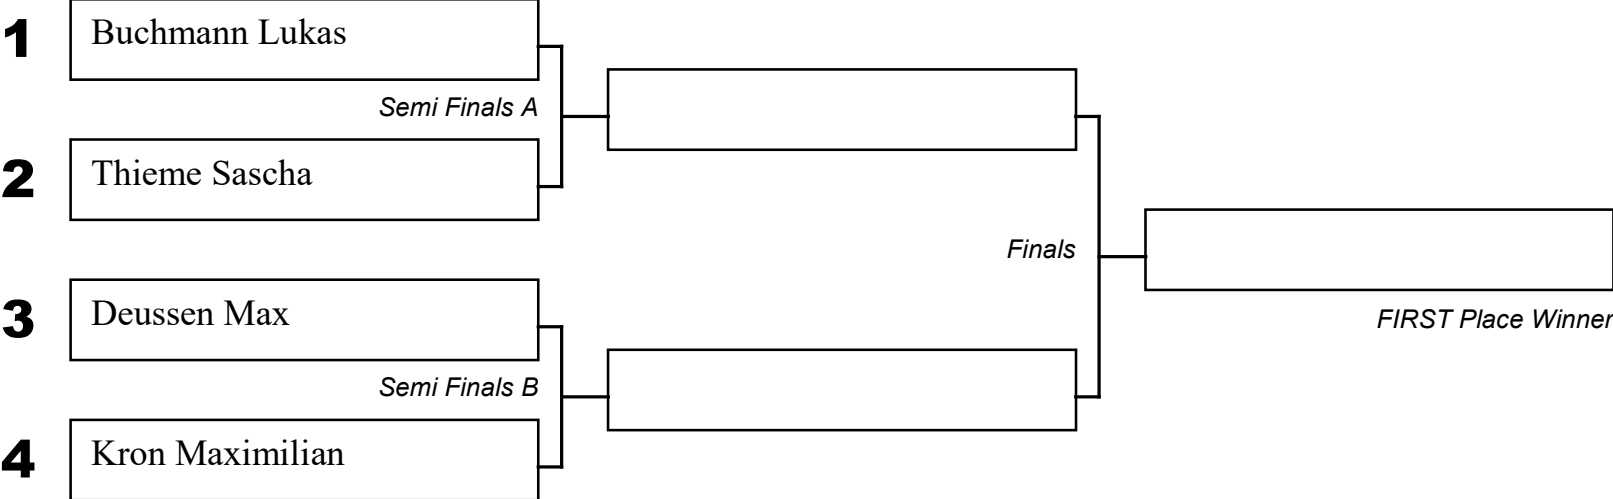 1 Buchmann Lukas
Semi Finals A
2 Thieme Sascha
Finals
3 Deussen Max
FIRST Place Winner
Semi Finals B
4 Kron Maximilian